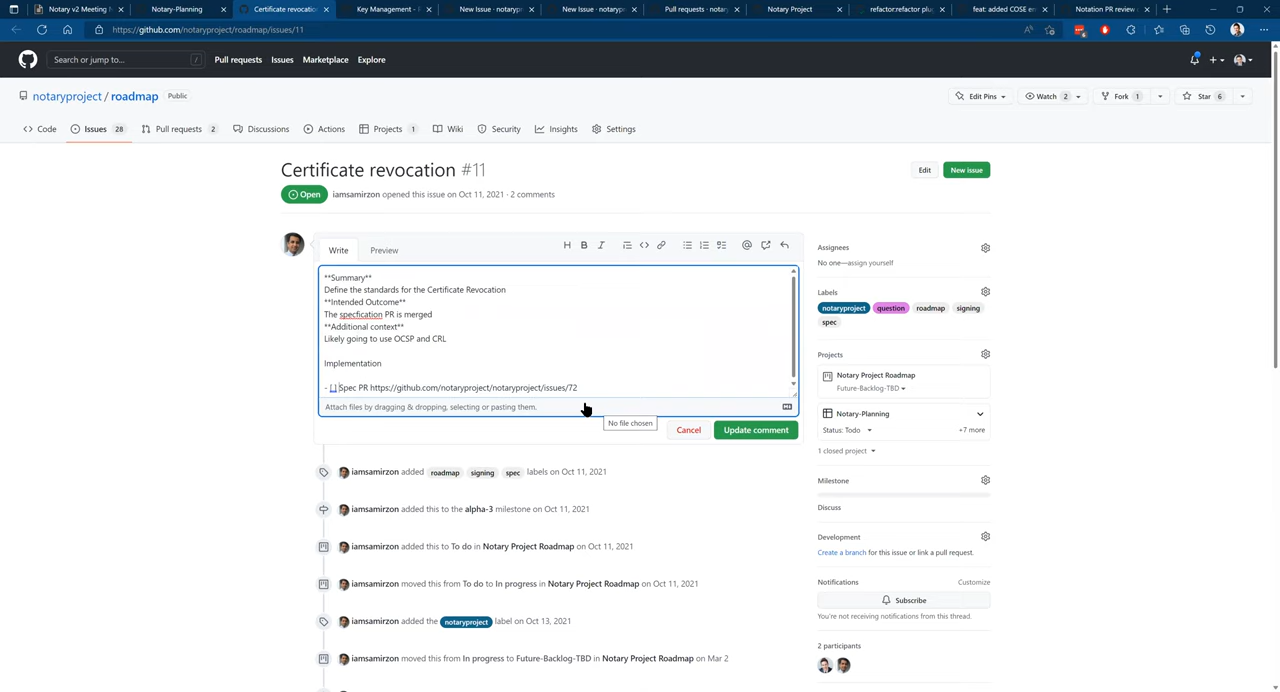 Notary v2 Meeting N
Notary-Planning
Certificate revocatio
Key Management - P
New Issue · notaryp
New Issue · notaryp
Pull requests · notary
Notary Project
refactor:refactor plug
feat: added COSE en
Notation PR review a
https://github.com/notaryproject/roadmap/issues/11
Search or jump to...
/
Pull requests
Issues
Marketplace
Explore
notaryproject / roadmap
Public
Edit Pins
Watch 2
Fork 1
Star 6
Code
Issues 28
Pull requests 2
Discussions
Actions
Projects 1
Wiki
Security
Insights
Settings
Certificate revocation #11
Edit
New issue
Open
iamsamirzon opened this issue on Oct 11, 2021 · 2 comments
Write
Preview
**Summary**
Define the standards for the Certificate Revocation
**Intended Outcome**
The specfication PR is merged
**Additional context**
Likely going to use OCSP and CRL
Implementation
- [ ] Spec PR https://github.com/notaryproject/notaryproject/issues/72
Attach files by dragging & dropping, selecting or pasting them.
No file chosen
Cancel
Update comment
iamsamirzon added roadmap signing spec labels on Oct 11, 2021
iamsamirzon added this to the alpha-3 milestone on Oct 11, 2021
iamsamirzon added this to To do in Notary Project Roadmap on Oct 11, 2021
iamsamirzon moved this from To do to In progress in Notary Project Roadmap on Oct 11, 2021
iamsamirzon added the notaryproject label on Oct 13, 2021
iamsamirzon moved this from In progress to Future-Backlog-TBD in Notary Project Roadmap on Mar 2
Assignees
No one—assign yourself
Labels
notaryproject question roadmap signing
spec
Projects
Notary Project Roadmap
Future-Backlog-TBD
Notary-Planning
Status: Todo
+7 more
1 closed project
Milestone
Discuss
Development
Create a branch for this issue or link a pull request.
Notifications
Customize
Subscribe
You're not receiving notifications from this thread.
2 participants